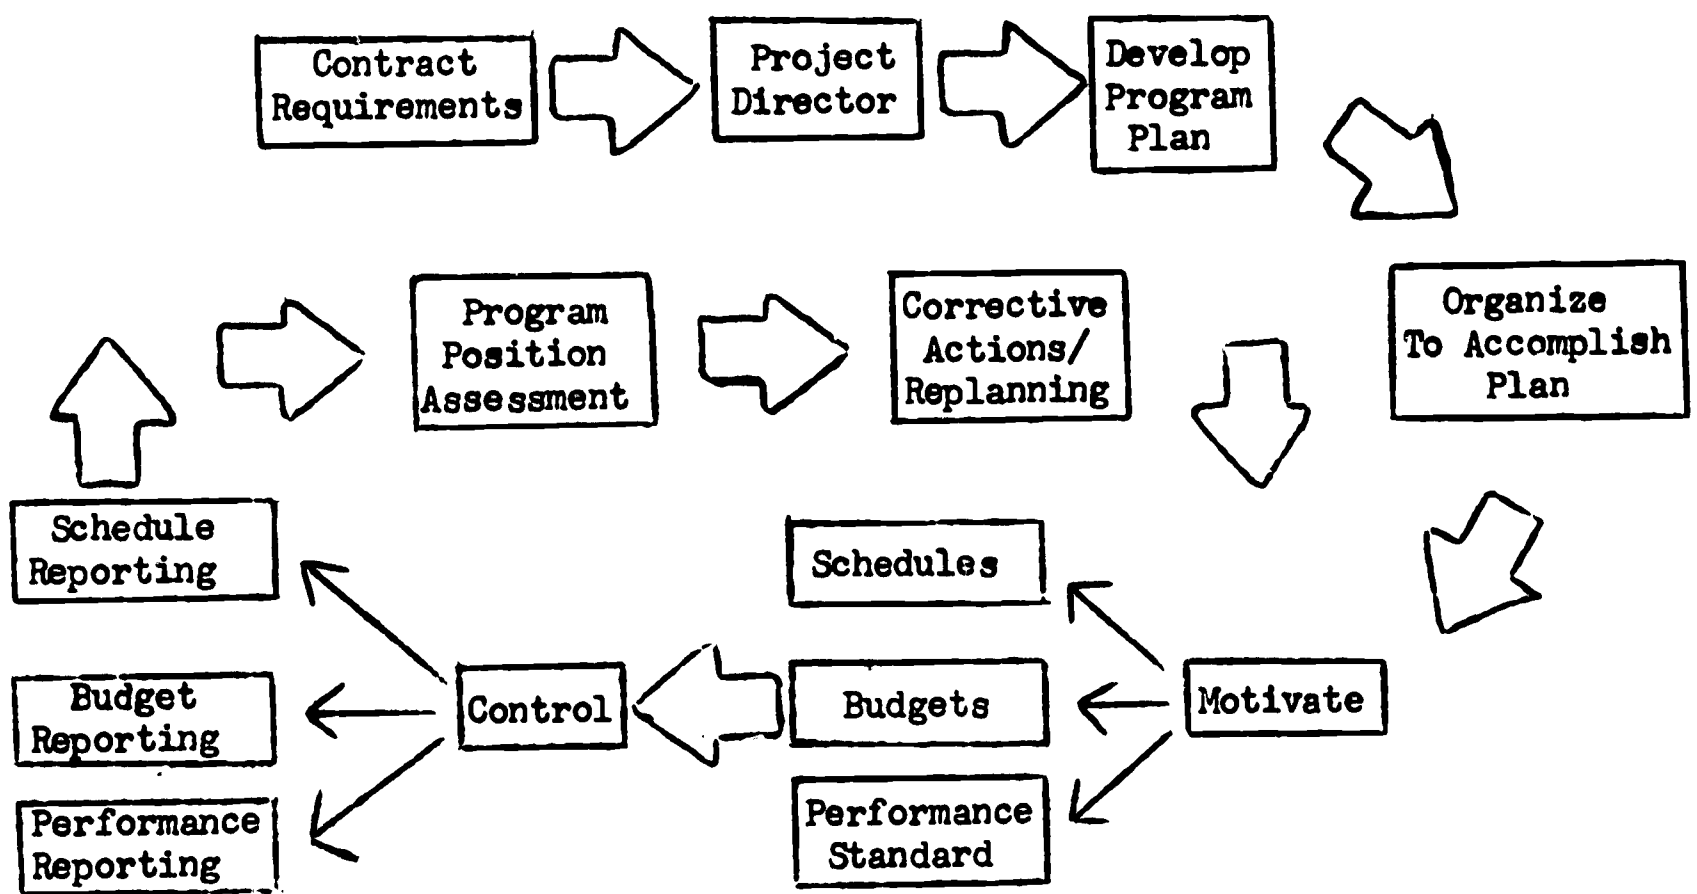 Contract
Requirements
Project
Director
Develop
Program
Plan
Program
Position
Assessment
Corrective
Actions/
Replanning
Organize
To Accomplish
Plan
Schedule
Reporting
Schedules
Budget
Reporting
Control
Budgets
Motivate
Performance
Reporting
Performance
Standard